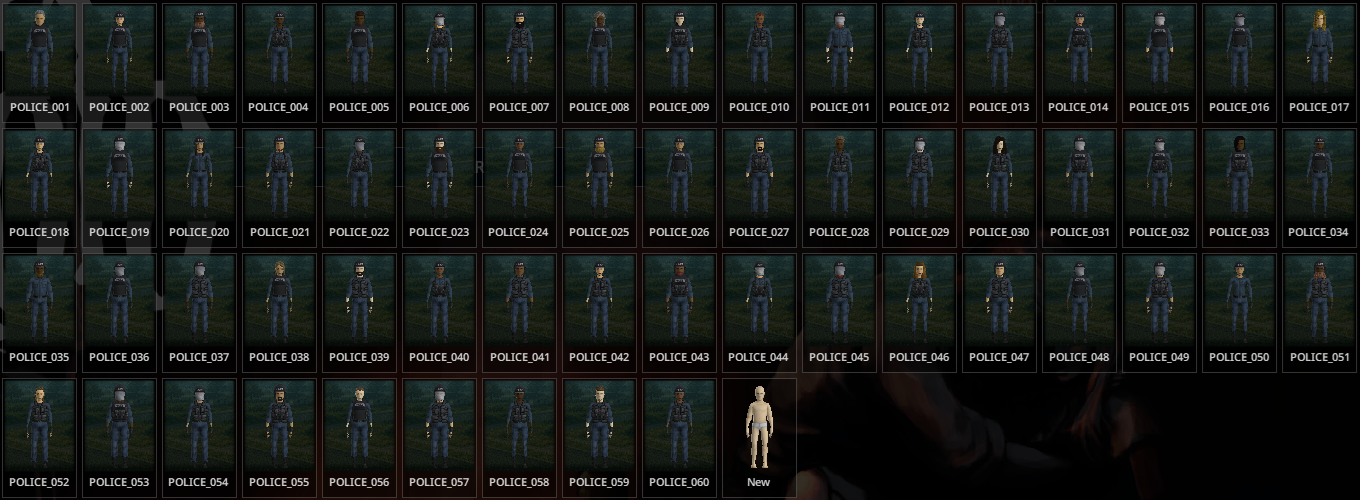 POLICE_001 POLICE_002 POLICE_003 POLICE_004 POLICE_005 POLICE_006 POLICE_007 POLICE_008 POLICE_009 POLICE_010 POLICE_011 POLICE_012 POLICE_013 POLICE_014 POLICE_015 POLICE_016 POLICE_017
POLICE_018 POLICE_019 POLICE_020 POLICE_021 POLICE_022 POLICE_023 POLICE_024 POLICE_025 POLICE_026 POLICE_027 POLICE_028 POLICE_029 POLICE_030 POLICE_031 POLICE_032 POLICE_033 POLICE_034
POLICE_035 POLICE_036 POLICE_037 POLICE_038 POLICE_039 POLICE_040 POLICE_041 POLICE_042 POLICE_043 POLICE_044 POLICE_045 POLICE_046 POLICE_047 POLICE_048 POLICE_049 POLICE_050 POLICE_051
POLICE_052 POLICE_053 POLICE_054 POLICE_055 POLICE_056 POLICE_057 POLICE_058 POLICE_059 POLICE_060 New